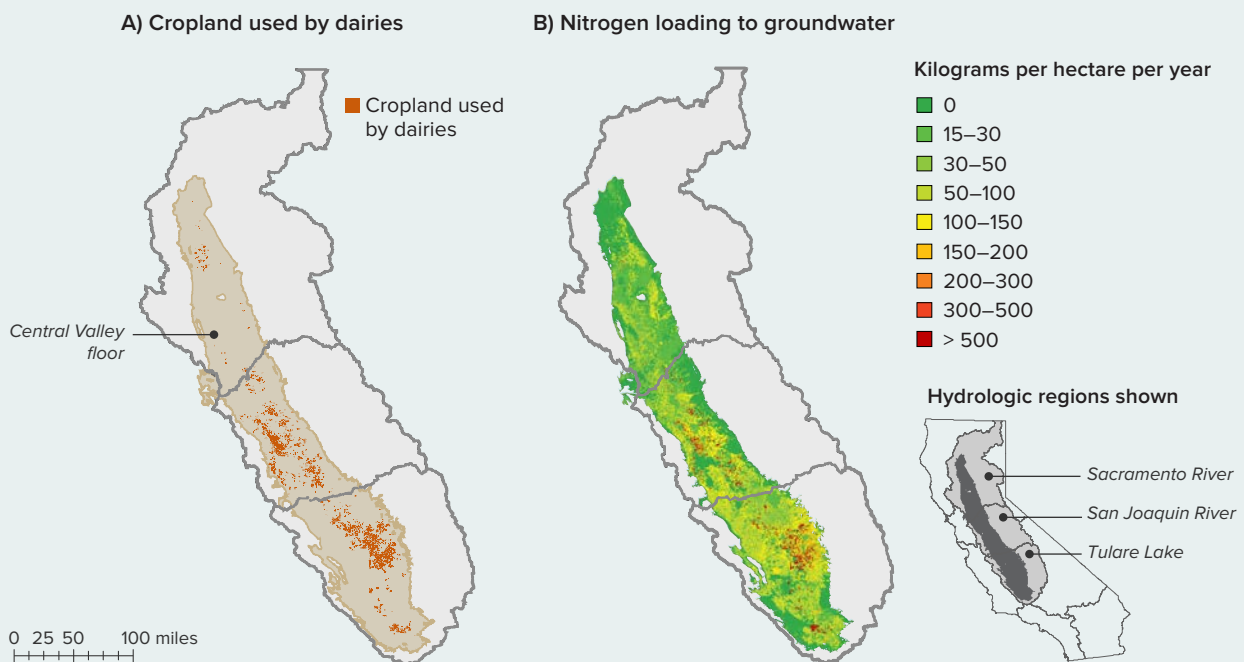 A) Cropland used by dairies
Cropland used
by dairies
Central Valley
floor
0 25 50 100 miles
B) Nitrogen loading to groundwater
Kilograms per hectare per year
0
15–30
30–50
50–100
100–150
150–200
200–300
300–500
> 500
Hydrologic regions shown
Sacramento River
San Joaquin River
Tulare Lake